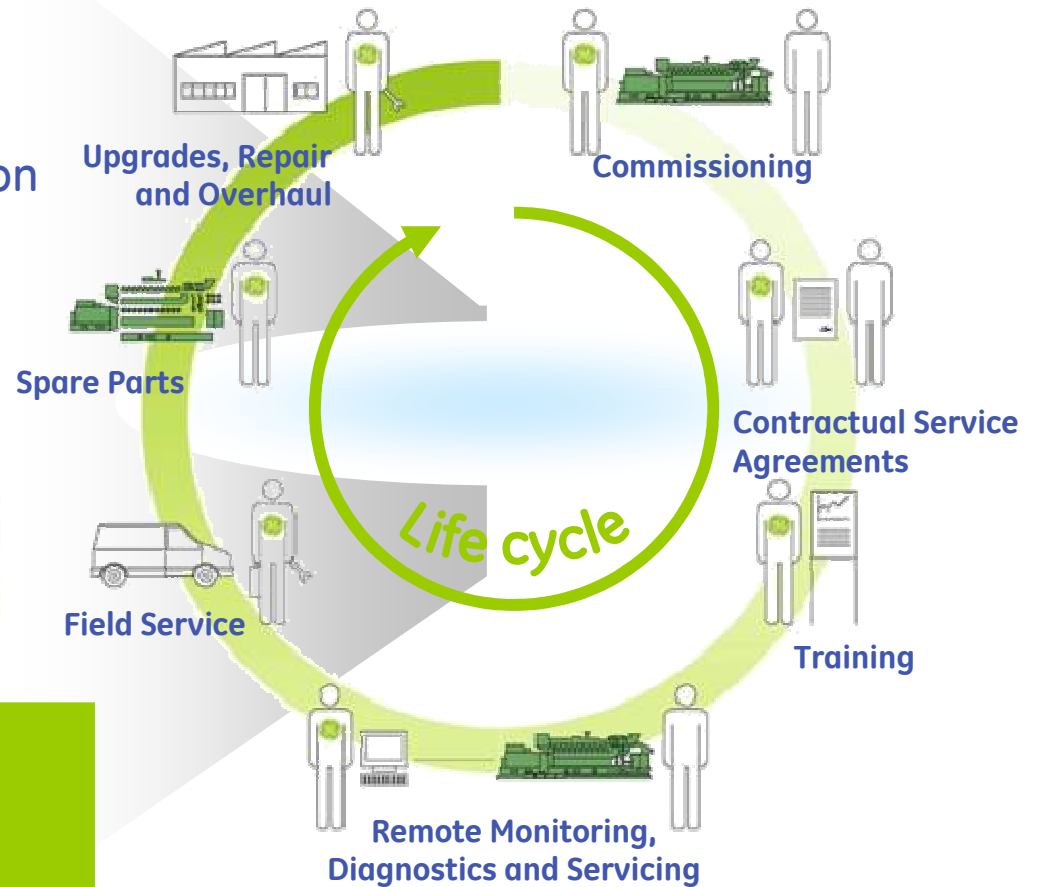 on
Upgrades, Repair
and Overhaul
Commissioning
Spare Parts
Contractual Service
Agreements
Life cycle
Field Service
Training
Remote Monitoring,
Diagnostics and Servicing